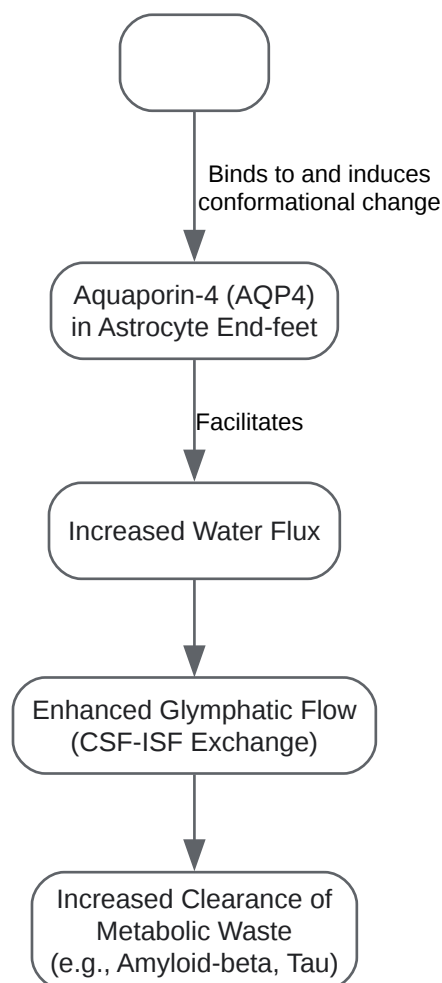 Binds to and induces
conformational change
Aquaporin-4 (AQP4)
in Astrocyte End-feet
Facilitates
Increased Water Flux
Enhanced Glymphatic Flow
(CSF-ISF Exchange)
Increased Clearance of
Metabolic Waste
(e.g., Amyloid-beta, Tau)